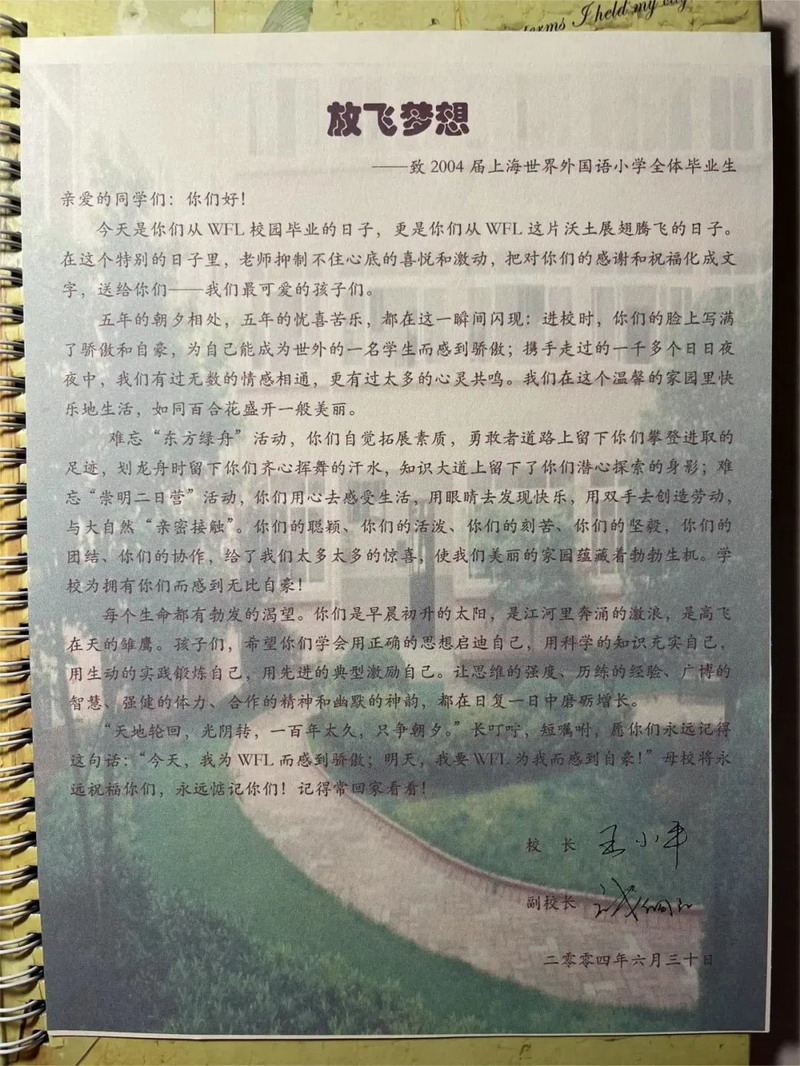 terms I held my city
放飞梦想
——致 2004 届上海世界外国语小学全体毕业生
亲爱的同学们：你们好！
今天是你们从 WFL 校园毕业的日子，更是你们从 WFL 这片沃土展翅腾飞的日子。
在这个特别的日子里，老师抑制不住心底的喜悦和激动，把对你们的感谢和祝福化成文
字，送给你们——我们最可爱的孩子们。
五年的朝夕相处，五年的忧喜苦乐，都在这一瞬间闪现：进校时，你们的脸上写满
了骄傲和自豪，为自己能成为世外的一名学生而感到骄傲；携手走过的一千多个日日夜
夜中，我们有过无数的情感相通，更有过太多的心灵共鸣。我们在这个温馨的家园里快
乐地生活，如同百合花盛开一般美丽。
难忘“东方绿舟”活动，你们自觉拓展素质，勇敢者道路上留下你们攀登进取的
足迹，划龙舟时留下你们齐心挥舞的汗水，知识大道上留下了你们潜心探索的身影；难
忘“崇明二日营”活动，你们用心去感受生活，用眼睛去发现快乐，用双手去创造劳动，
与大自然“亲密接触”。你们的聪颖、你们的活泼、你们的刻苦、你们的坚毅，你们的
团结、你们的协作，给了我们太多太多的惊喜，使我们美丽的家园蕴藏着勃勃生机。学
校为拥有你们而感到无比自豪！
每个生命都有勃发的渴望。你们是早晨初升的太阳，是江河里奔涌的激浪，是高飞
在天的雏鹰。孩子们，希望你们学会用正确的思想启迪自己，用科学的知识充实自己，
用生动的实践锻炼自己，用先进的典型激励自己。让思维的强度、历练的经验、广博的
智慧、强健的体力、合作的精神和幽默的神韵，都在日复一日中磨砺增长。
“天地轮回，光阴转，一百年太久，只争朝夕。”长叮咛，短嘱咐，愿你们永远记得
这句话：“今天，我为 WFL 而感到骄傲；明天，我要 WFL 为我而感到自豪！”母校将永
远祝福你们，永远惦记你们！记得常回家看看！
校 长 王小平
副校长
二零零四年六月三十日